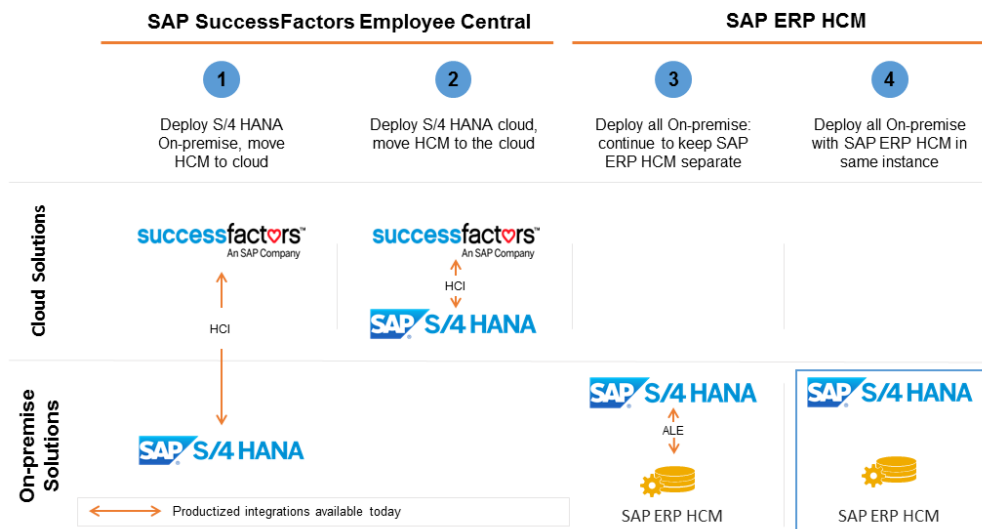 SAP SuccessFactors Employee Central
SAP ERP HCM
1
2
3
4
Deploy S/4 HANA
On-premise, move
HCM to cloud
Deploy S/4 HANA cloud,
move HCM to the cloud
Deploy all On-premise:
continue to keep SAP
ERP HCM separate
Deploy all On-premise
with SAP ERP HCM in
same instance
Cloud Solutions
successfactors™
An SAP Company
HCI
successfactors™
An SAP Company
HCI
SAP S/4 HANA
On-premise
Solutions
SAP S/4 HANA
SAP S/4 HANA
ALE
SAP ERP HCM
SAP S/4 HANA
SAP ERP HCM
Productized integrations available today